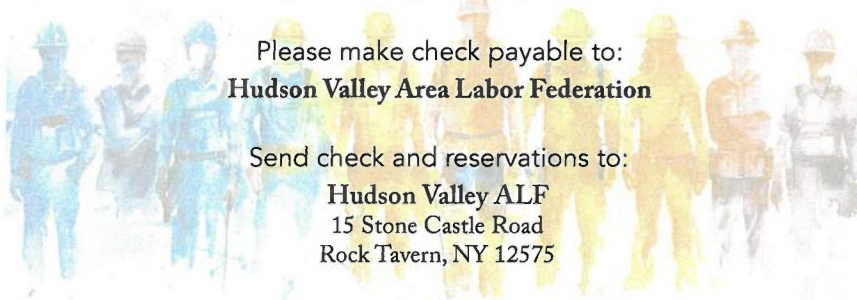 Please make check payable to:
Hudson Valley Area Labor Federation
Send check and reservations to:
Hudson Valley ALF
15 Stone Castle Road
Rock Tavern, NY 12575